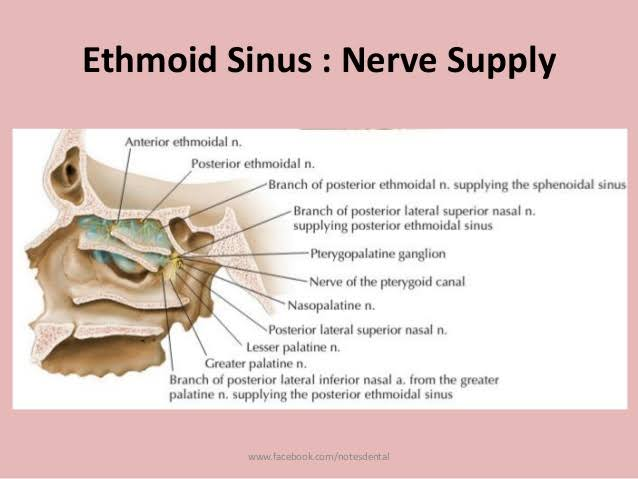 Ethmoid Sinus : Nerve Supply
Anterior ethmoidal n.
Posterior ethmoidal n.
Branch of posterior ethmoidal n. supplying the sphenoidal sinus
Branch of posterior lateral superior nasal n.
supplying posterior ethmoidal sinus
Pterygopalatine ganglion
Nerve of the pterygoid canal
Nasopalatine n.
Posterior lateral superior nasal n.
Lesser palatine n.
Greater palatine n.
Branch of posterior lateral inferior nasal a. from the greater
palatine n. supplying the posterior ethmoidal sinus
www.facebook.com/notesdental